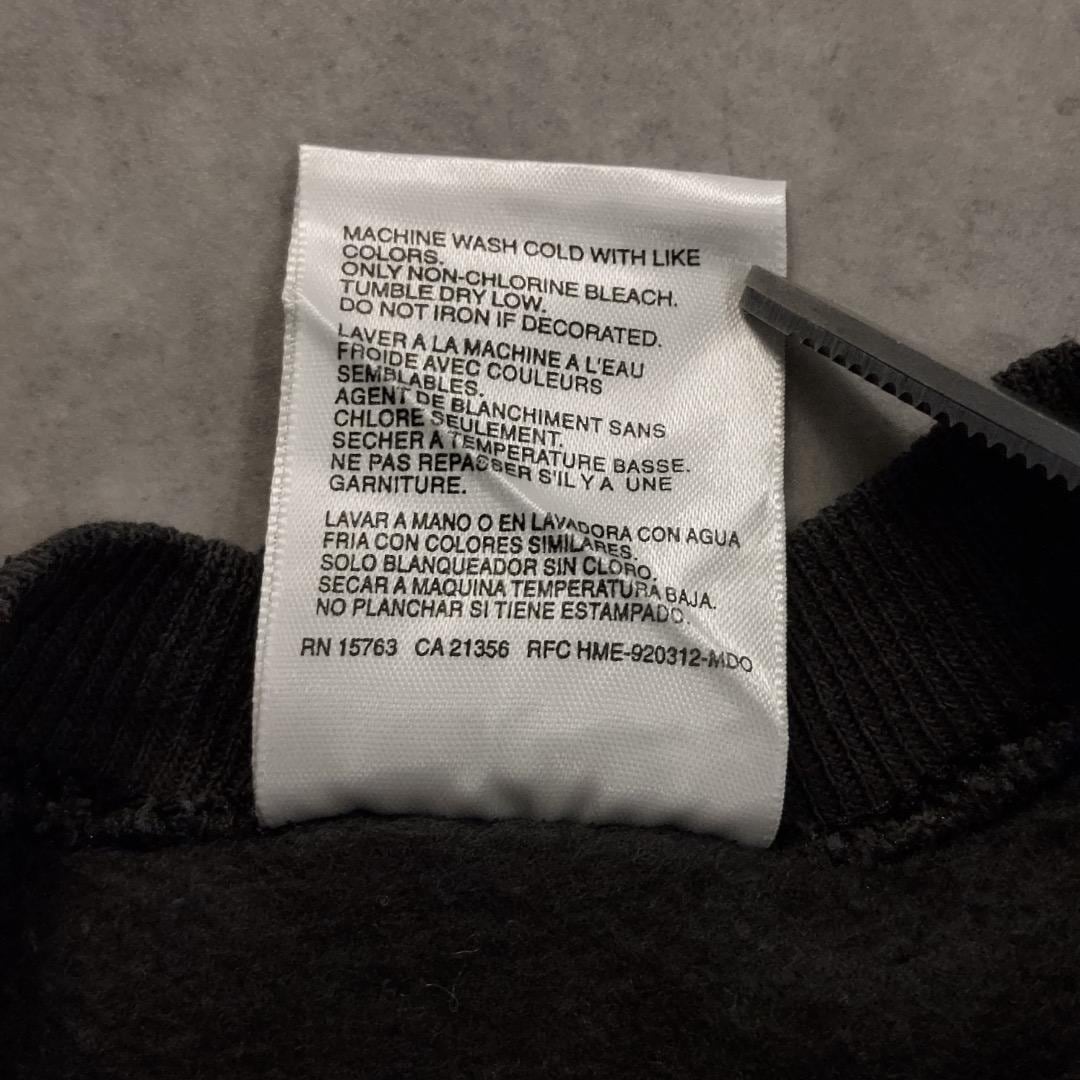 MACHINE WASH COLD WITH LIKE
COLORS.
ONLY NON-CHLORINE BLEACH.
TUMBLE DRY LOW.
DO NOT IRON IF DECORATED.
LAVER A LA MACHINE A L'EAU
FROIDE AVEC COULEURS
SEMBLABLES.
AGENT DE BLANCHIMENT SANS
CHLORE SEULEMENT.
SECHER A TEMPERATURE BASSE.
NE PAS REPASSER S'IL Y A UNE
GARNITURE.
LAVAR A MANO O EN LAVADORA CON AGUA
FRIA CON COLORES SIMILARES.
SOLO BLANQUEADOR SIN CLORO.
SECAR A MAQUINA TEMPERATURA BAJA.
NO PLANCHAR SI TIENE ESTAMPADO.
RN 15763 CA 21356 RFC HME-920312-MDO